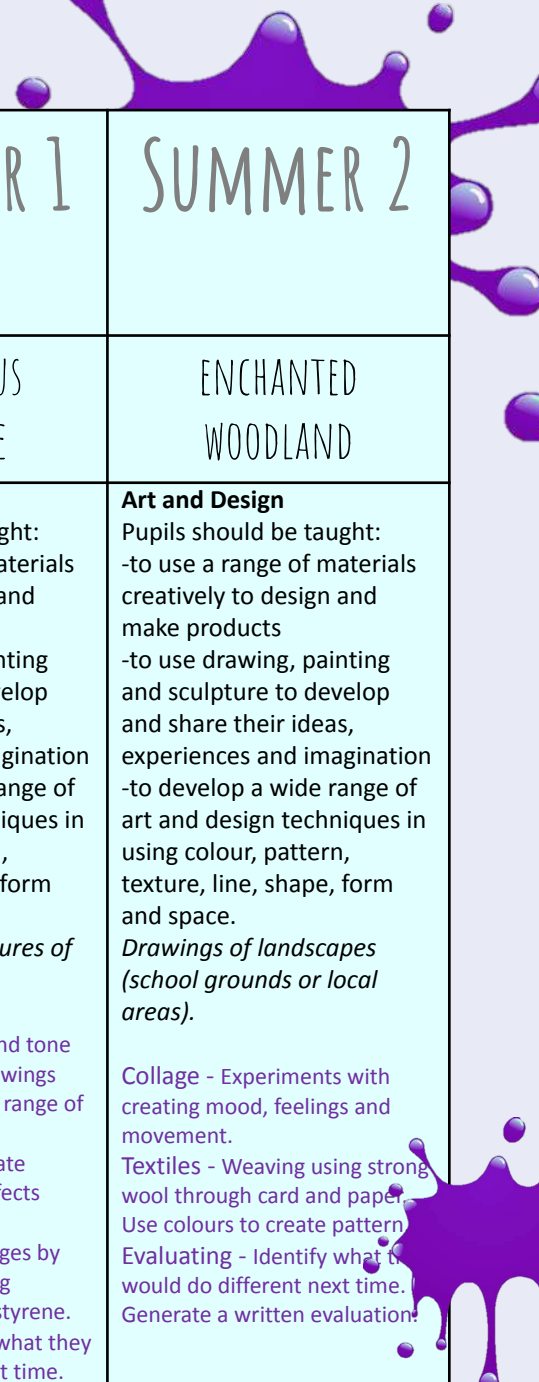 R 1
SUMMER 2
US
E
ENCHANTED
WOODLAND
ght:
aterials
and
nting
elop
s,
gination
ange of
iques in
,
form
ures of
nd tone
wings
range of
ate
fects
ges by
g
styrene.
what they
t time.
Art and Design
Pupils should be taught:
-to use a range of materials
creatively to design and
make products
-to use drawing, painting
and sculpture to develop
and share their ideas,
experiences and imagination
-to develop a wide range of
art and design techniques in
using colour, pattern,
texture, line, shape, form
and space.
Drawings of landscapes
(school grounds or local
areas).
Collage - Experiments with
creating mood, feelings and
movement.
Textiles - Weaving using strong
wool through card and paper.
Use colours to create pattern
Evaluating - Identify what
would do different next time.
Generate a written evaluation.